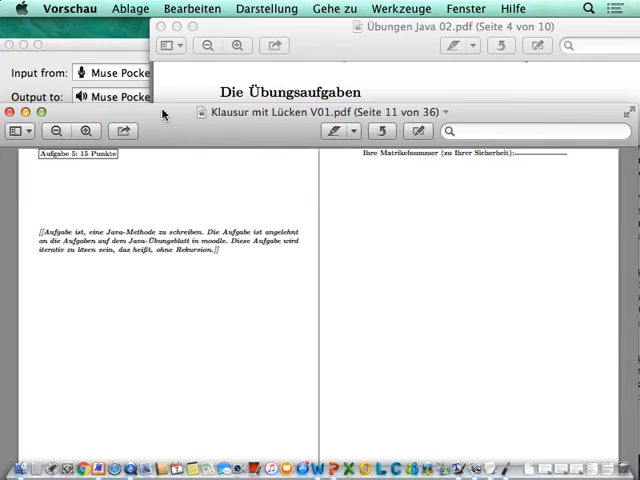 Vorschau Ablage Bearbeiten Darstellung Gehe zu Werkzeuge Fenster Hilfe
Übungen Java 02.pdf (Seite 4 von 10)
Input from: Muse Pocke
Die Übungsaufgaben
Output to: Muse Pocke
Klausur mit Lücken V01.pdf (Seite 11 von 36)
Aufgabe 5: 15 Punkte
Ihre Matrikelnummer (zu Ihrer Sicherheit):
[[Aufgabe ist, eine Java-Methode zu schreiben. Die Aufgabe ist angelehnt
an die Aufgaben auf dem Java-Übungsblatt in moodle. Diese Aufgabe wird
iterativ zu lösen sein, das heißt, ohne Rekursion.]]